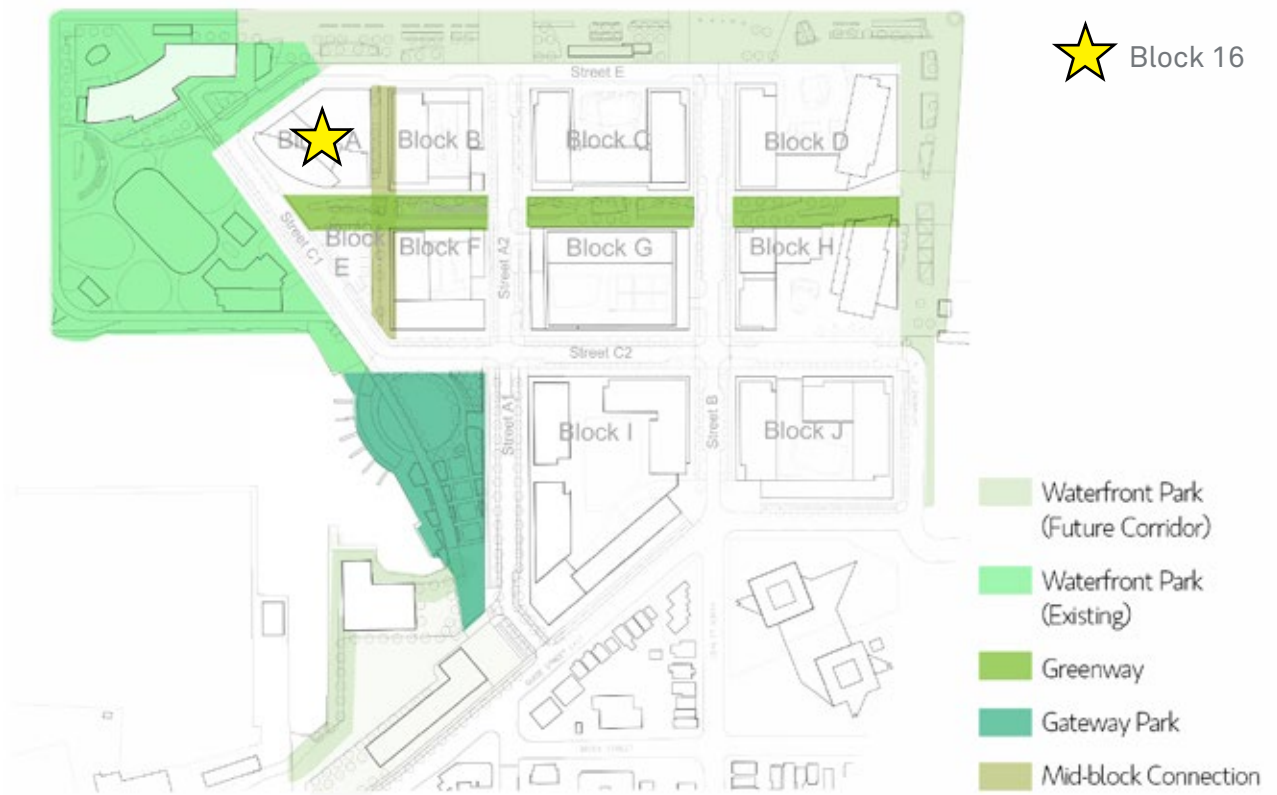 Block 16
Street E
Block A
Block B
Block C
Block D
Street C1
Block
E
Block F
Street A2
Block G
Block H
Street C2
Street A1
Block I
Street B
Block J
Waterfront Park
(Future Corridor)
Waterfront Park
(Existing)
Greenway
Gateway Park
Mid-block Connection